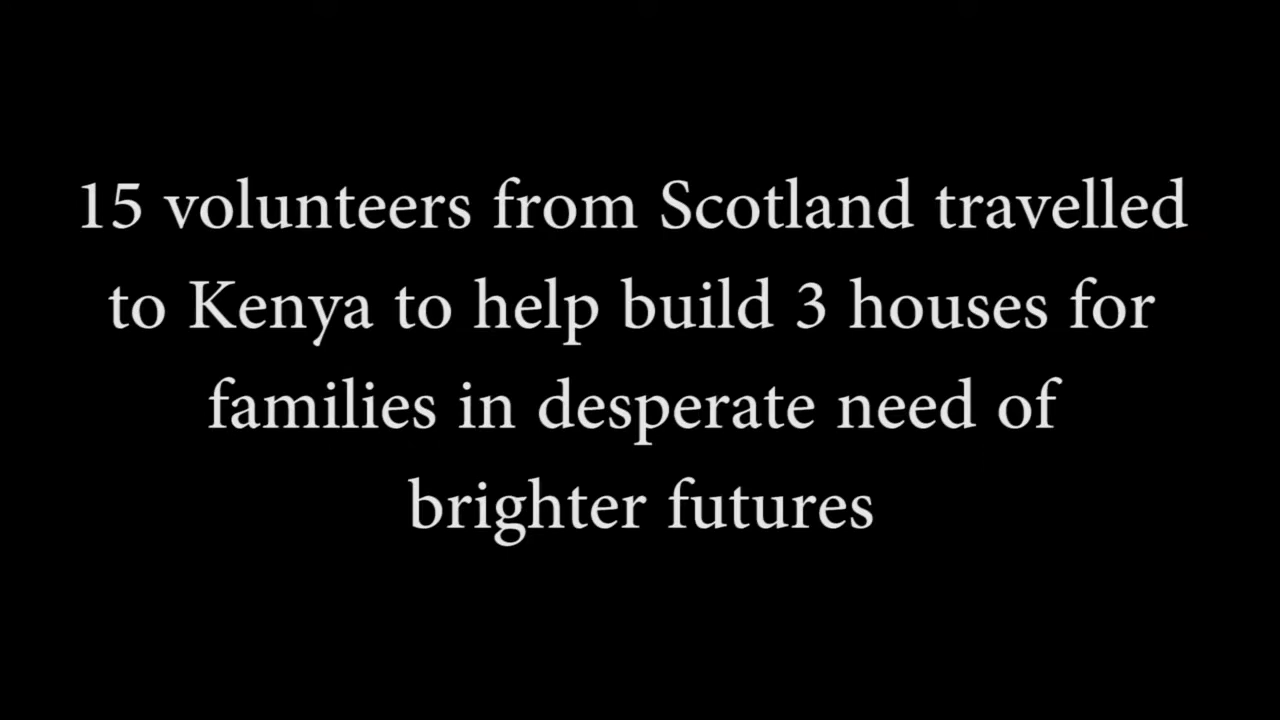 15 volunteers from Scotland travelled
to Kenya to help build 3 houses for
families in desperate need of
brighter futures